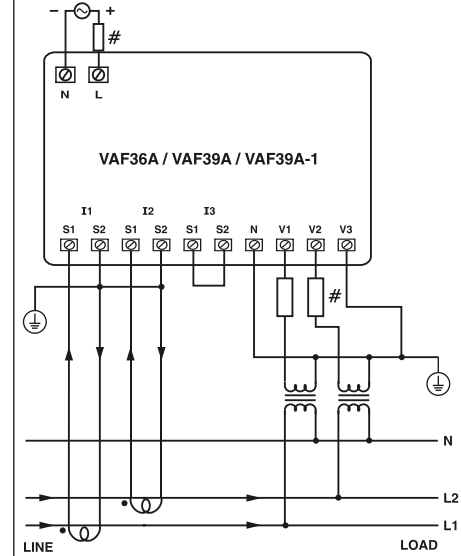 − +
#
N L
VAF36A / VAF39A / VAF39A-1
I1 I2 I3
S1 S2 S1 S2 S1 S2 N V1 V2 V3
#
N
L2
L1
LINE LOAD